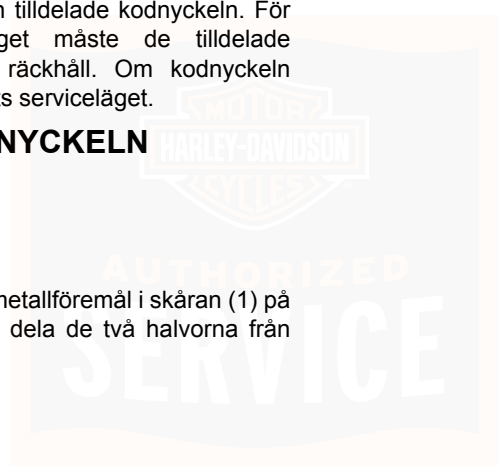 n tilldelade kodnyckeln. För
get måste de tilldelade
räckhåll. Om kodnyckeln
ts serviceläget.
NYCKELN
MOTOR
HARLEY-DAVIDSON
CYCLES
AUTHORIZED
SERVICE
metallföremål i skåran (1) på
dela de två halvorna från